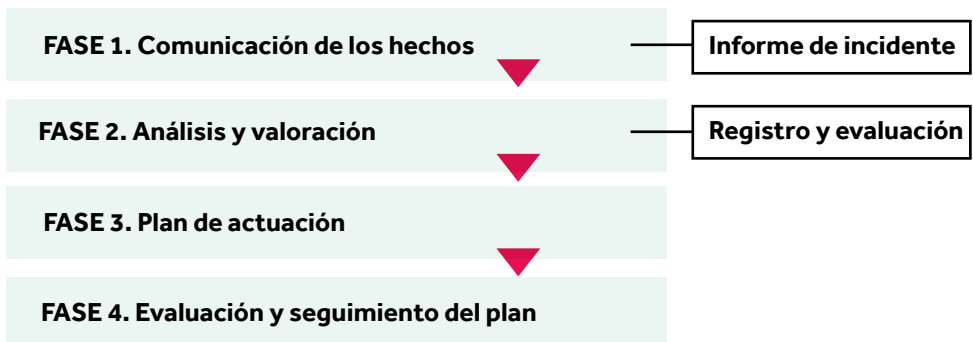 FASE 1. Comunicación de los hechos
Informe de incidente
FASE 2. Análisis y valoración
Registro y evaluación
FASE 3. Plan de actuación
FASE 4. Evaluación y seguimiento del plan